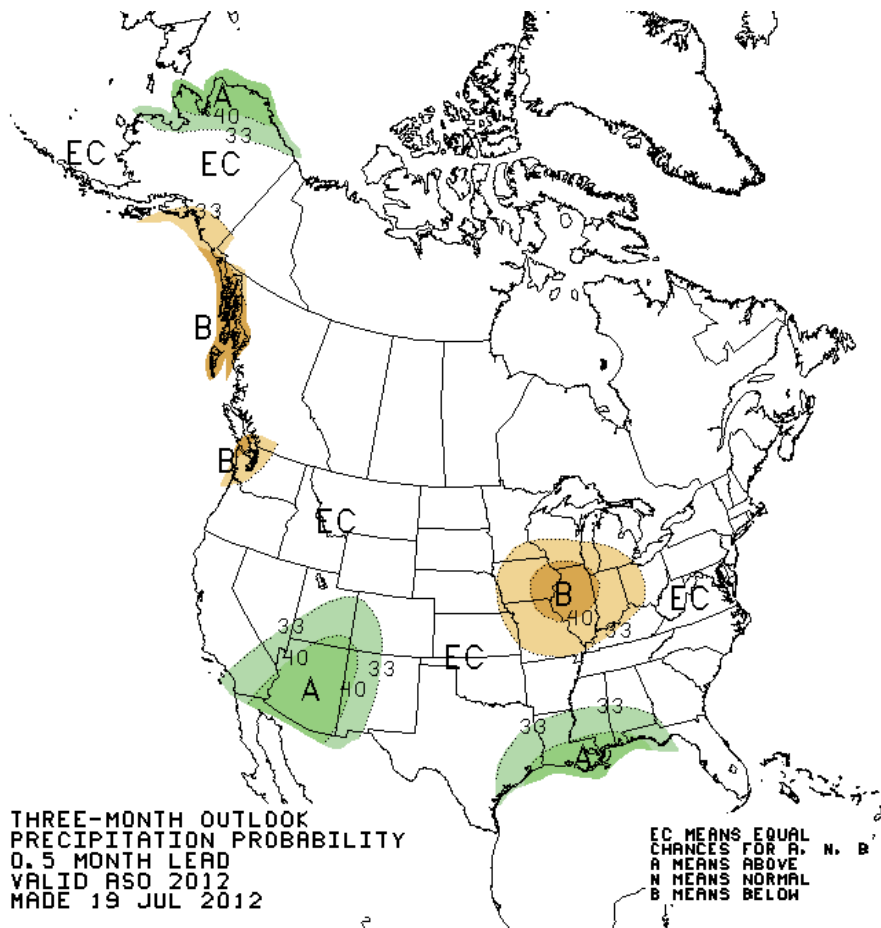 A
40
33
EC
EC
33
B
B
EC
B
40
EC
33
33
40
33
EC
A
40
33
33
A
THREE-MONTH OUTLOOK
PRECIPITATION PROBABILITY
0.5 MONTH LEAD
VALID ASO 2012
MADE 19 JUL 2012
EC MEANS EQUAL
CHANCES FOR A, N, B
A MEANS ABOVE
N MEANS NORMAL
B MEANS BELOW